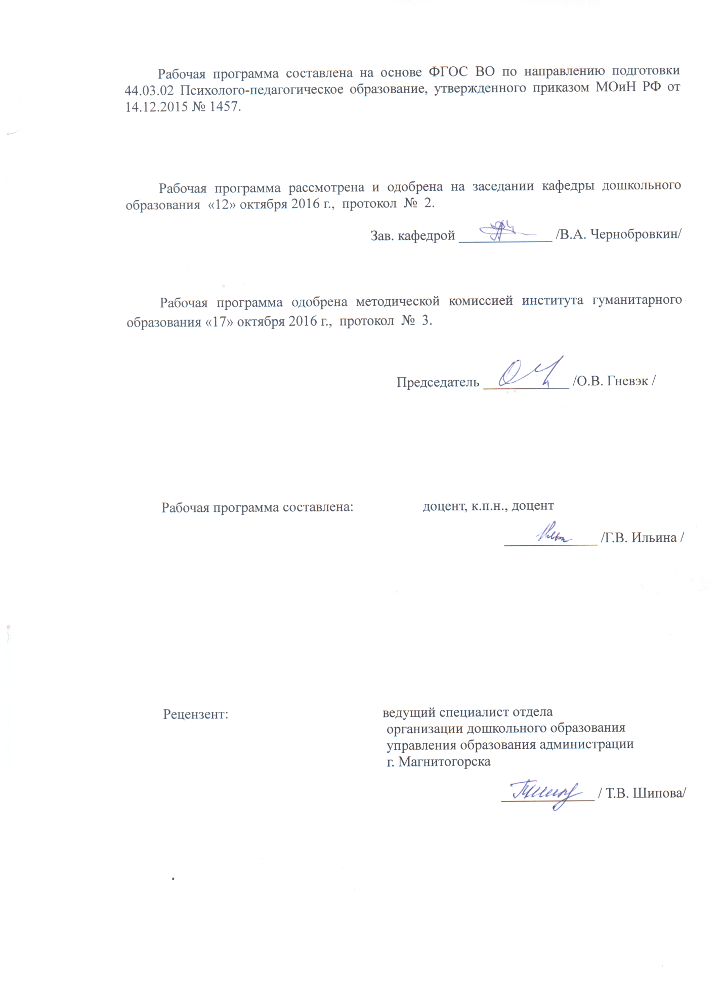 Рабочая программа составлена на основе ФГОС ВО по направлению подготовки
44.03.02 Психолого-педагогическое образование, утвержденного приказом МОиН РФ от
14.12.2015 № 1457.
Рабочая программа рассмотрена и одобрена на заседании кафедры дошкольного
образования «12» октября 2016 г., протокол № 2.
Зав. кафедрой _____________ /В.А. Чернобровкин/
Рабочая программа одобрена методической комиссией института гуманитарного
образования «17» октября 2016 г., протокол № 3.
Председатель ____________ /О.В. Гневэк /
Рабочая программа составлена: доцент, к.п.н., доцент
_____________ /Г.В. Ильина /
Рецензент: ведущий специалист отдела
организации дошкольного образования
управления образования администрации
г. Магнитогорска
_____________ / Т.В. Шипова/